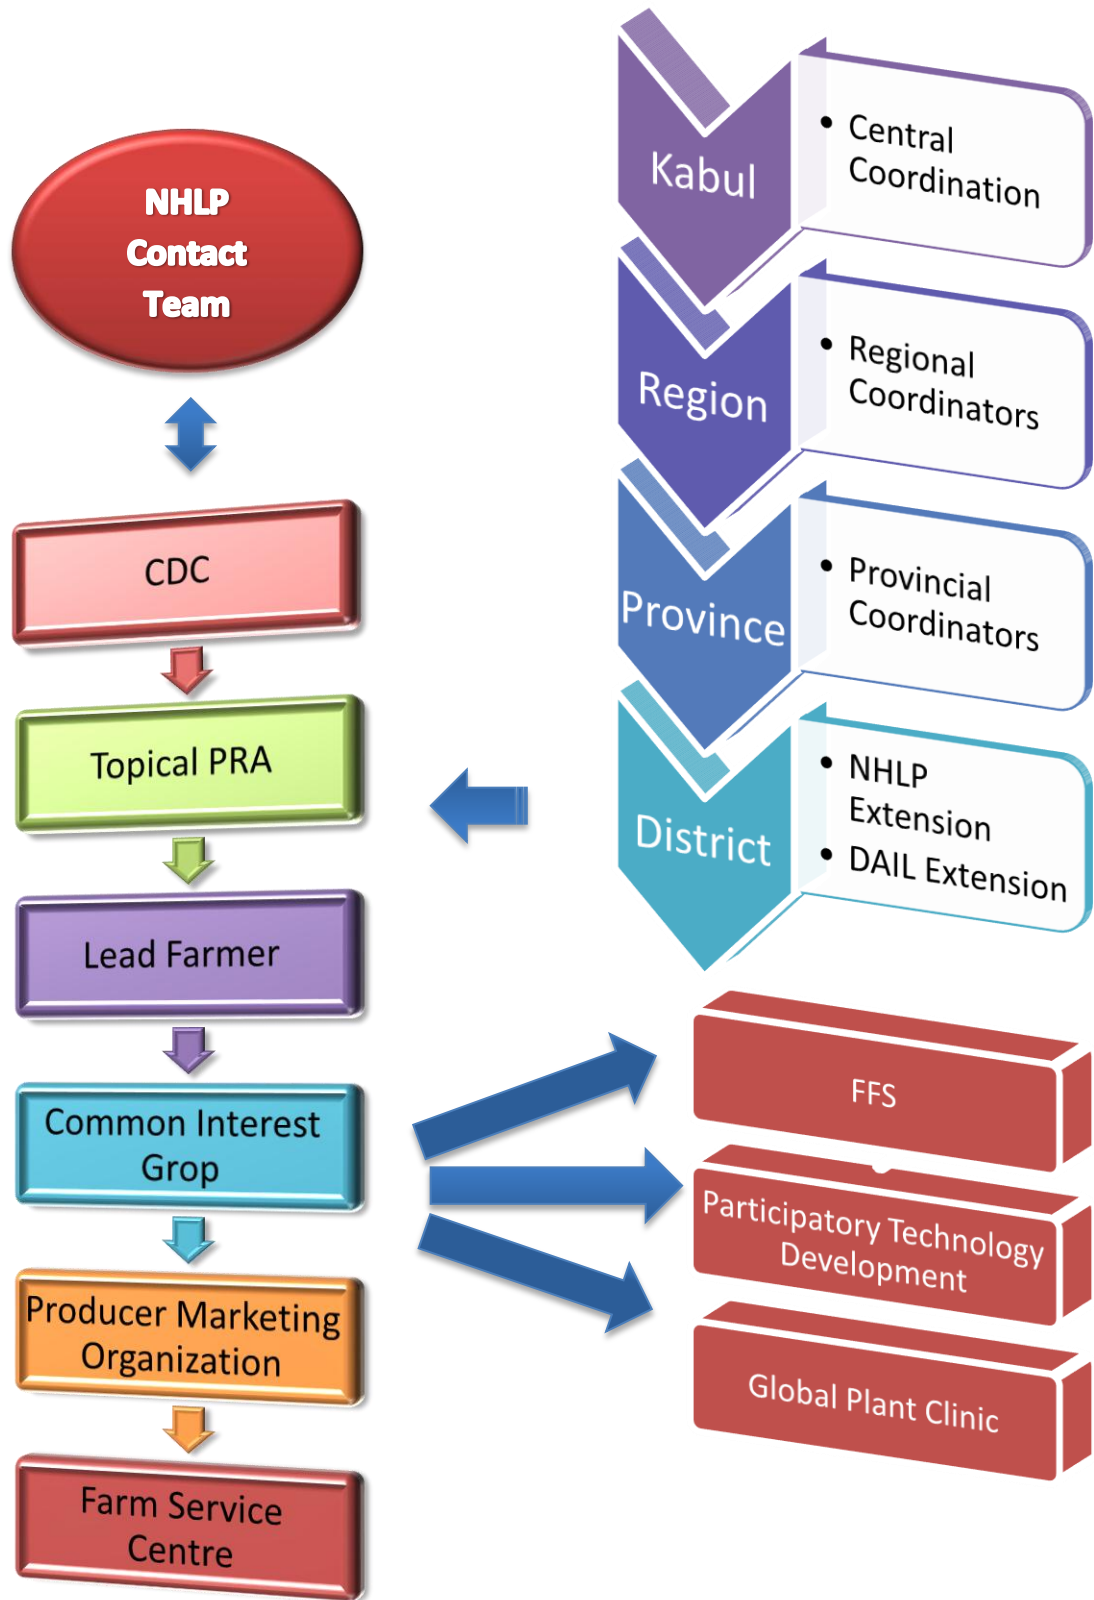 NHLP
Contact
Team
CDC
Topical PRA
Lead Farmer
Common Interest
Grop
Producer Marketing
Organization
Farm Service
Centre
Kabul
• Central
Coordination
Region
• Regional
Coordinators
Province
• Provincial
Coordinators
District
• NHLP
Extension
• DAIL Extension
FFS
Participatory Technology
Development
Global Plant Clinic